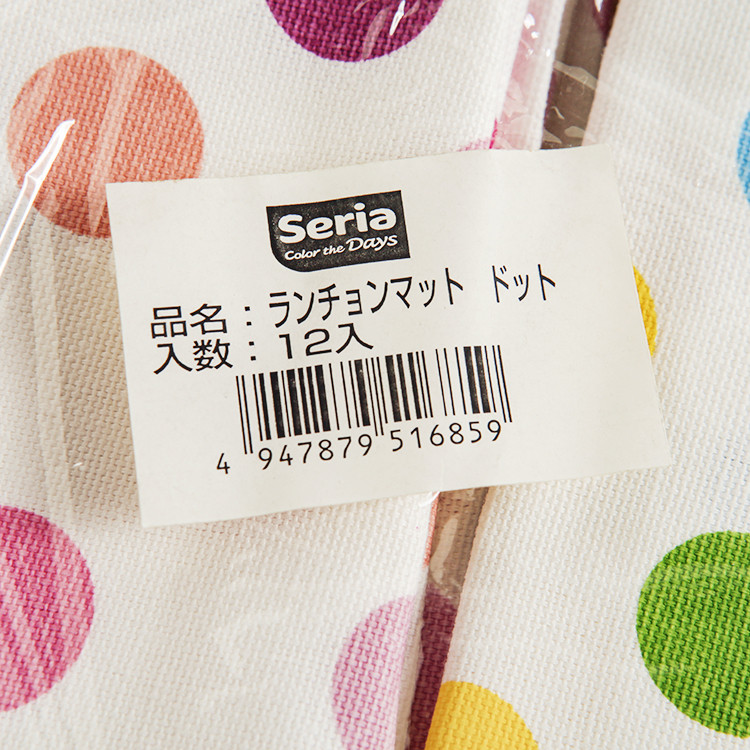 Seria
Color the Days
品名：ランチョンマット ドット
入数：12入
4 947879 516859